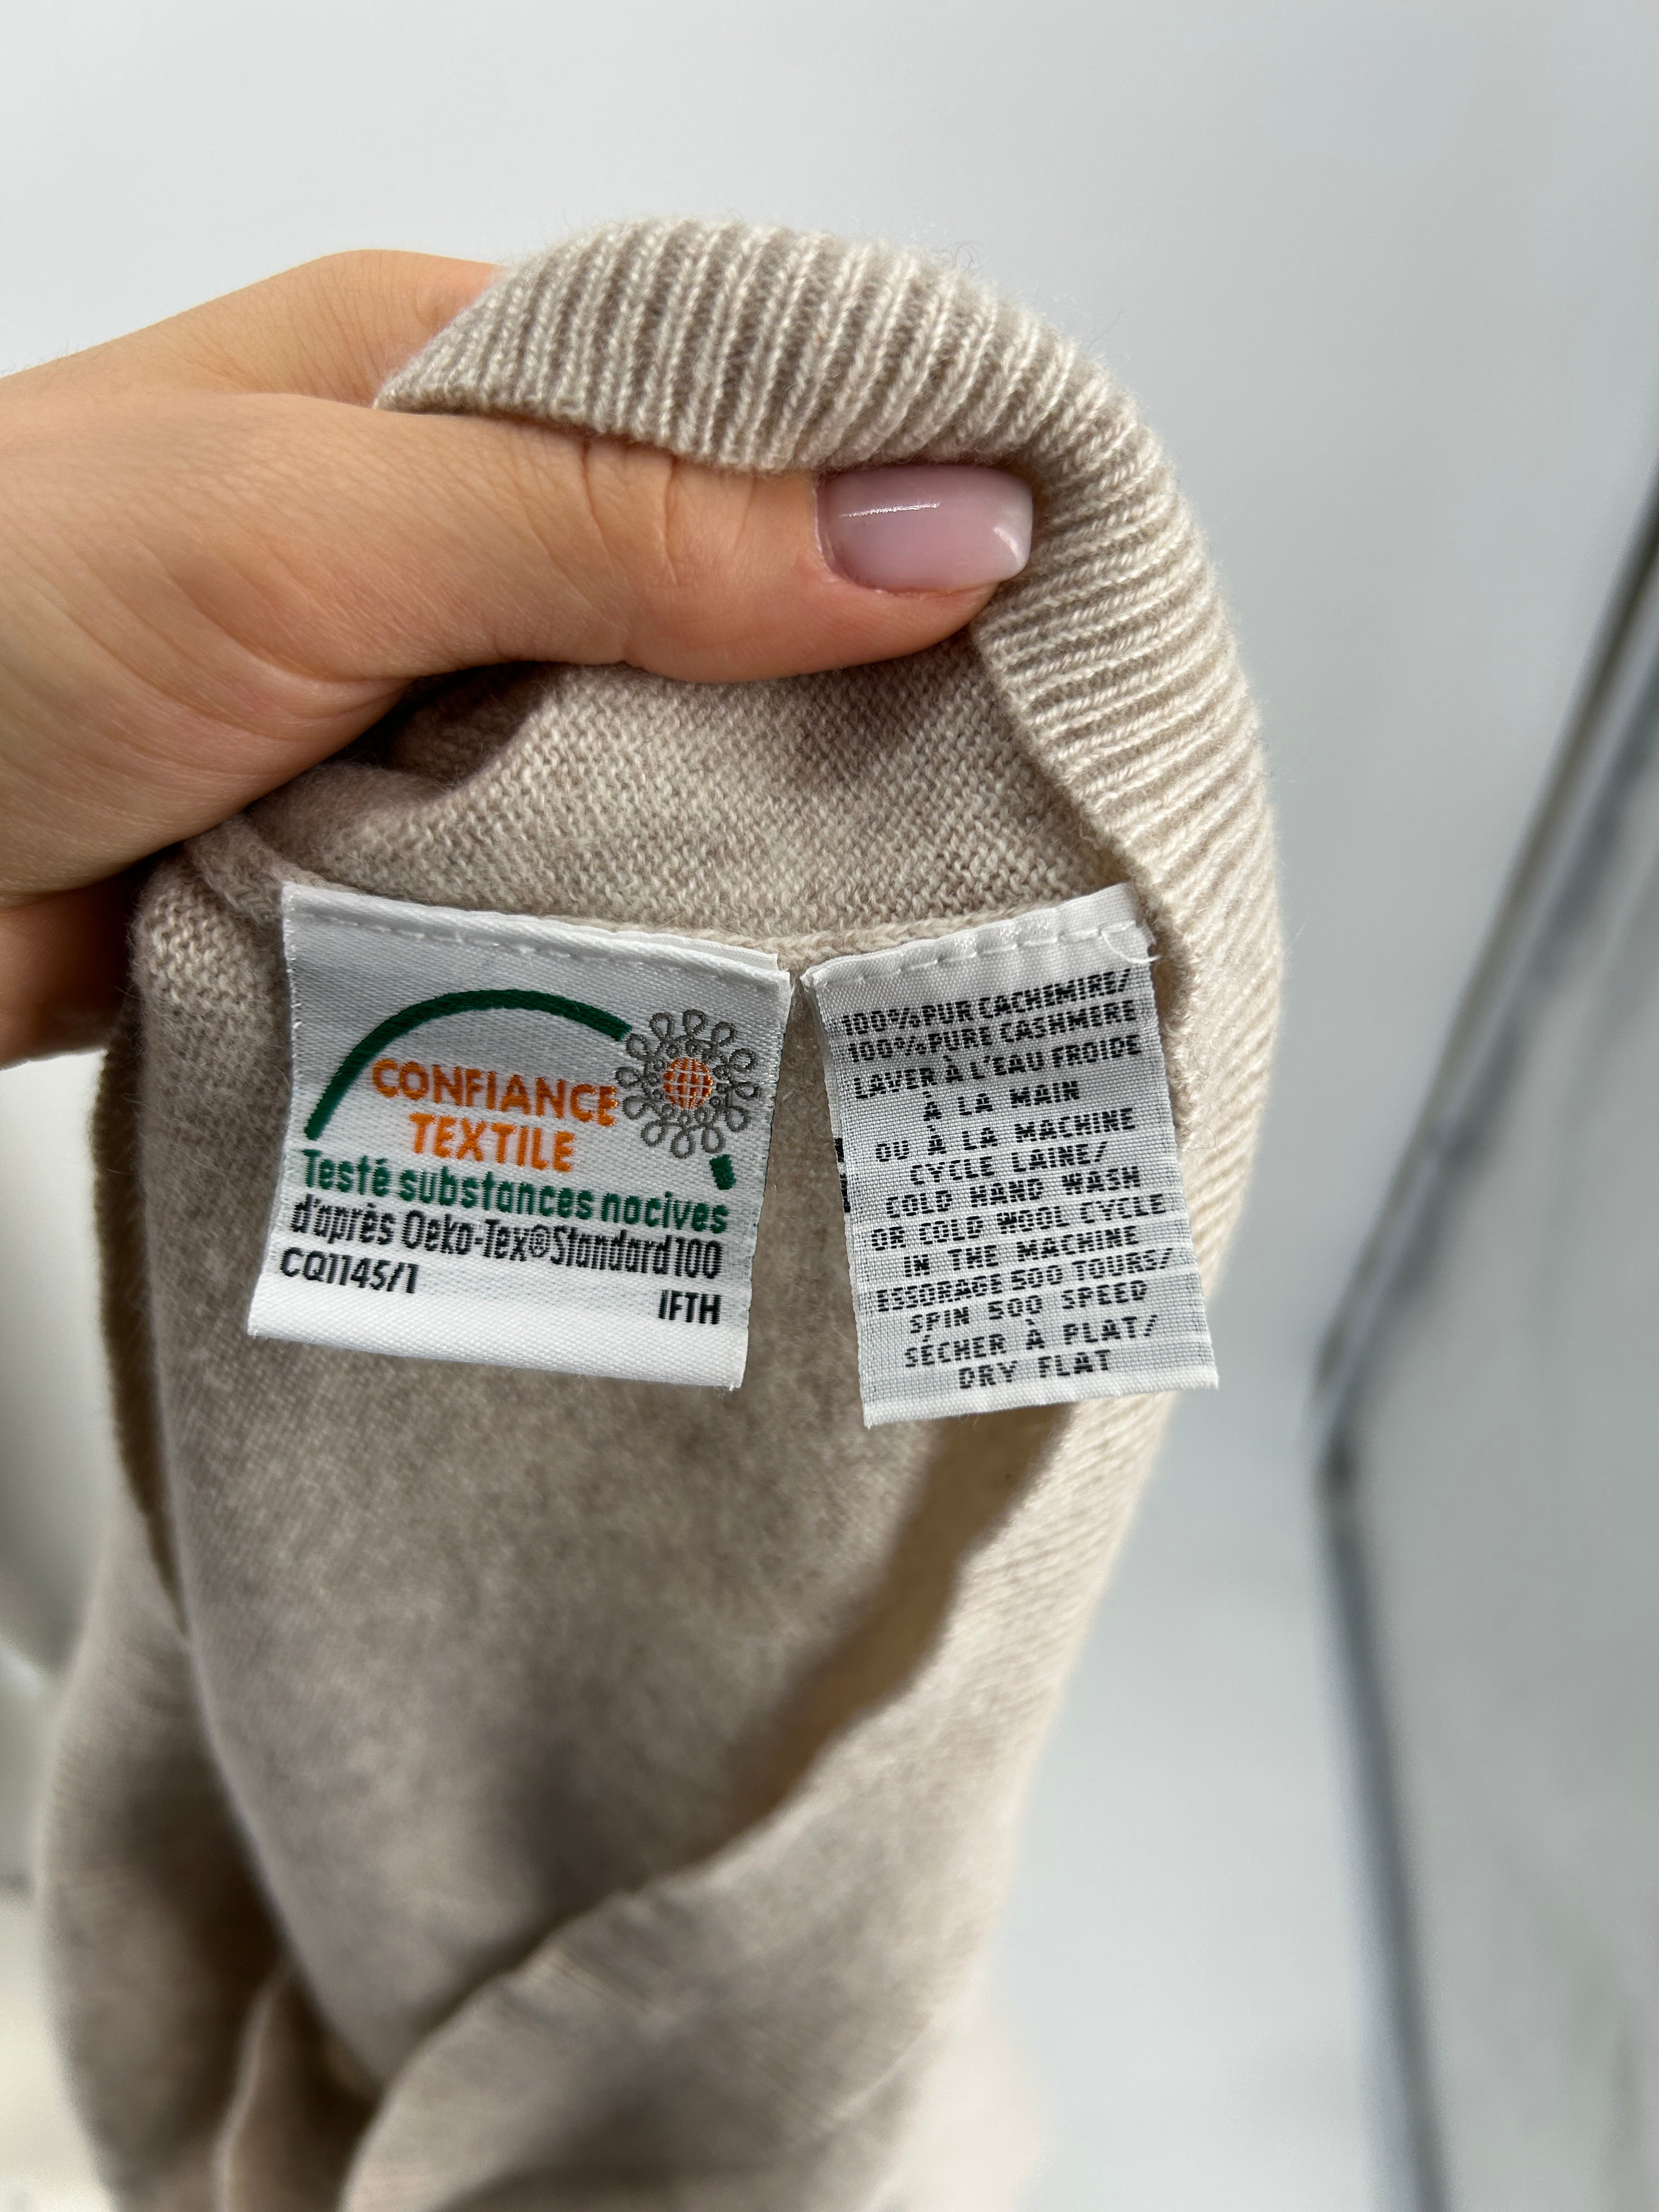 CONFIANCE
TEXTILE
Testé substances nocives
d'après Oeko-Tex®Standard100
CQ1145/1
IFTH
100%PUR CACHEMIRE/
100%PURE CASHMERE
LAVER À L'EAU FROIDE
À LA MAIN
OU À LA MACHINE
CYCLE LAINE/
COLD HAND WASH
OR COLD WOOL CYCLE
IN THE MACHINE
ESSORAGE 500 TOURS/
SPIN 500 SPEED
SÉCHER À PLAT/
DRY FLAT